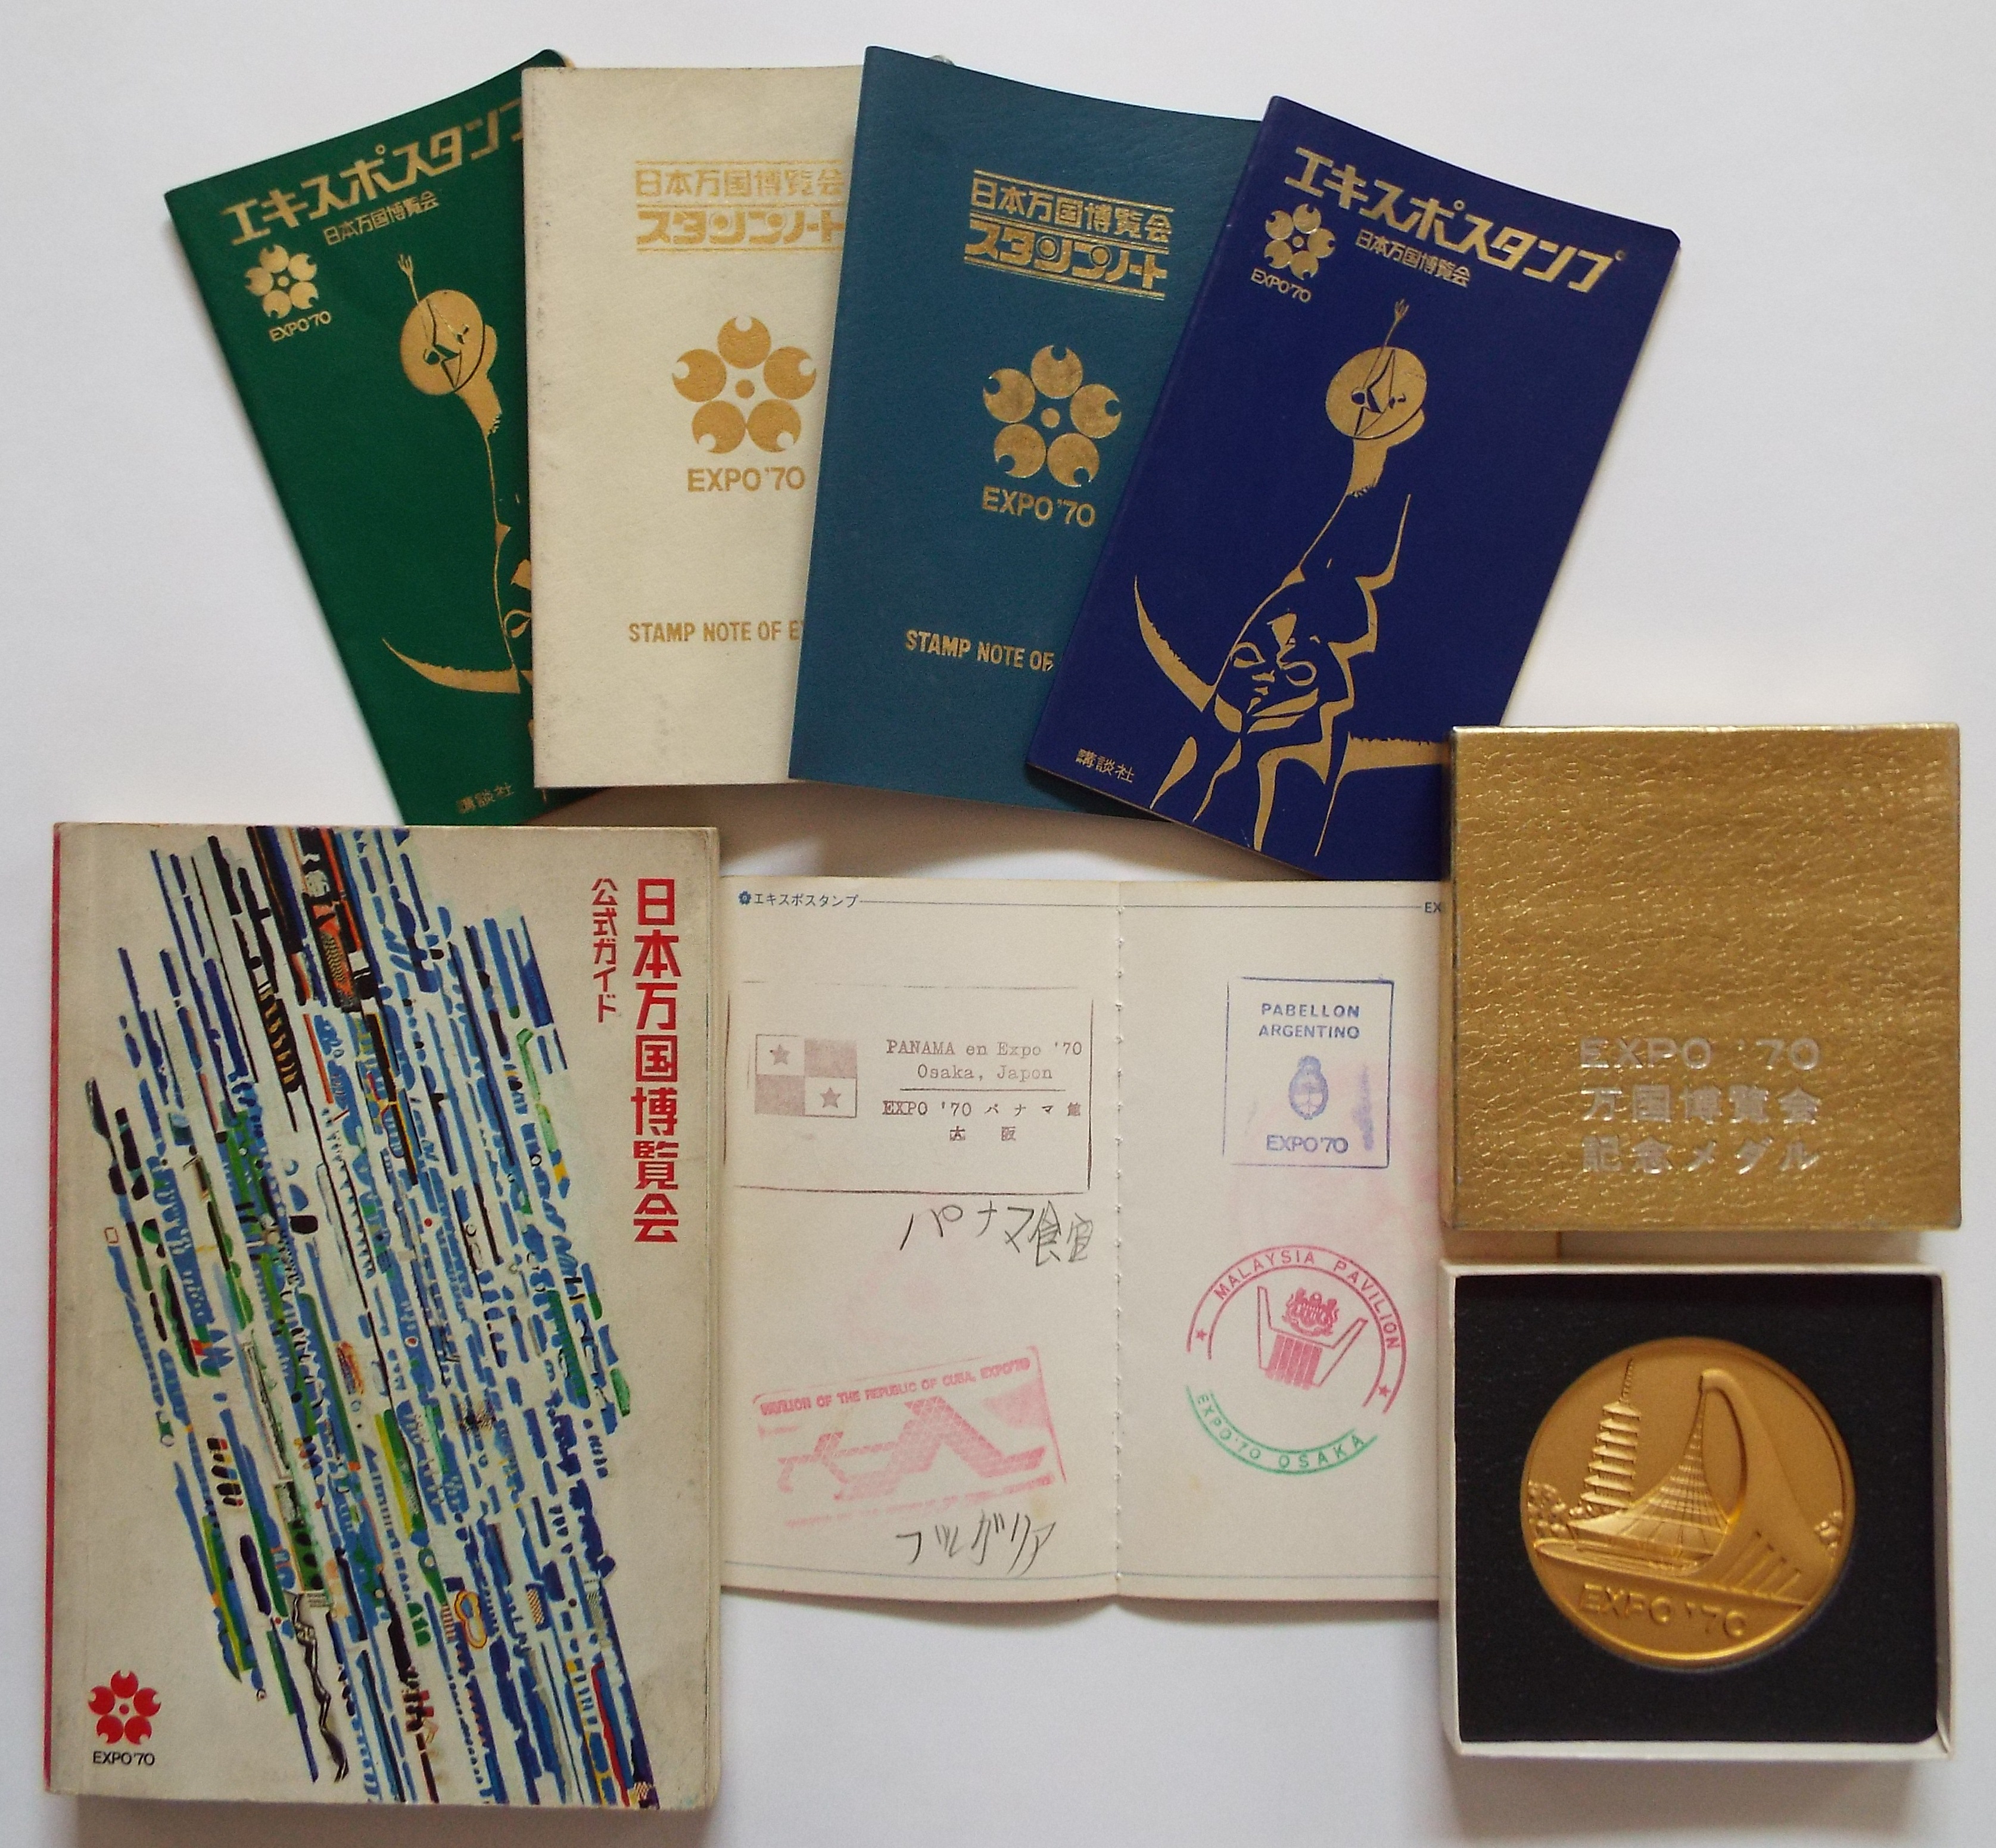 エキスポスタンプ
日本万国博覧会
EXPO'70
講談社
日本万国博覧会
スタンプノート
EXPO'70
STAMP NOTE OF
日本万国博覧会
スタンプノート
EXPO'70
STAMP NOTE OF
エキスポスタンプ
日本万国博覧会
EXPO'70
講談社
日本万国博覧会
公式ガイド
EXPO'70
エキスポスタンプ
PANAMA en Expo '70
Osaka, Japon
EXPO '70 パナマ館
大阪
パナマ食堂
PAVILION OF THE REPUBLIC OF CUBA, EXPO'70
ブルガリア
EX
PABELLON
ARGENTINO
EXPO'70
MALAYSIA PAVILION
EXPO'70 OSAKA
EXPO '70
万国博覧会
記念メダル
EXPO '70